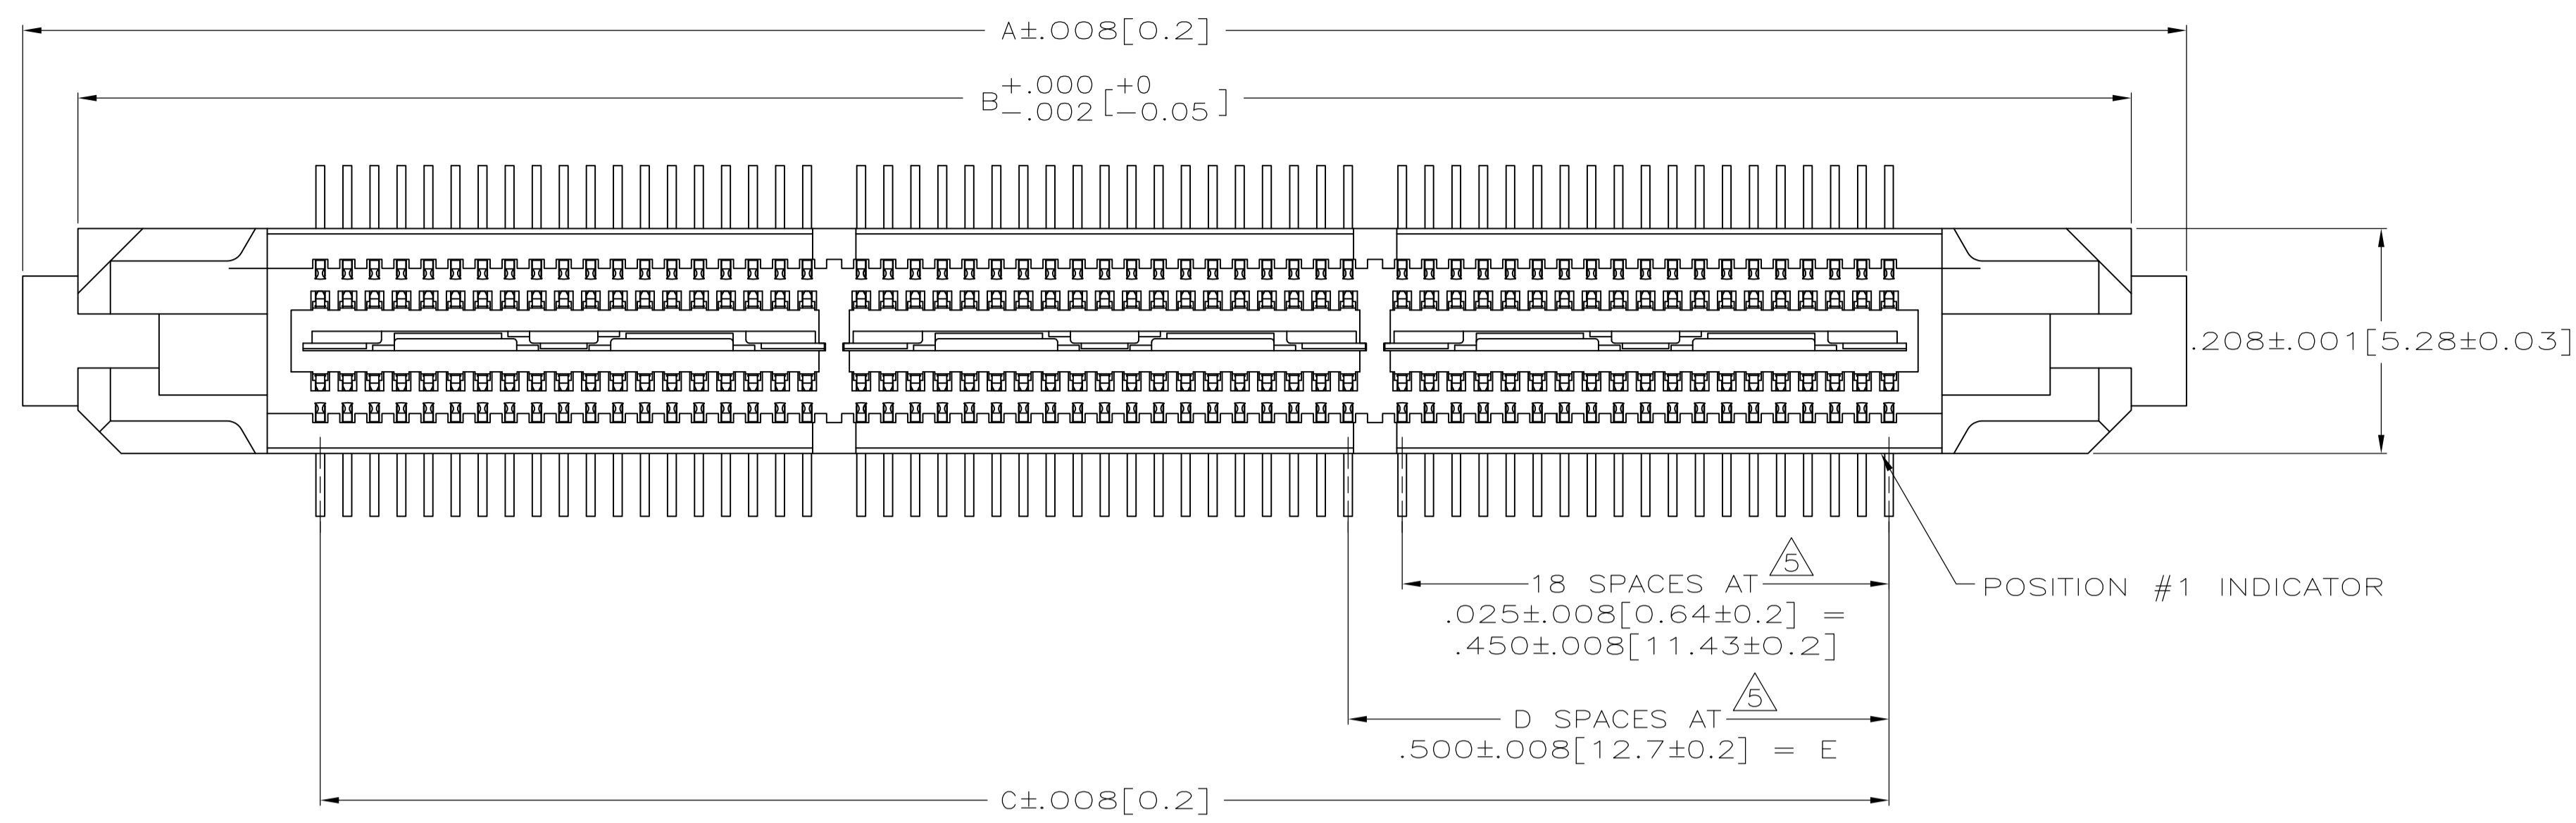 A±.008[0.2]
B +.000 -.002 [+0 -0.05]
.208±.001[5.28±0.03]
5
18 SPACES AT
.025±.008[0.64±0.2] =
.450±.008[11.43±0.2]
POSITION #1 INDICATOR
5
D SPACES AT
.500±.008[12.7±0.2] = E
C±.008[0.2]